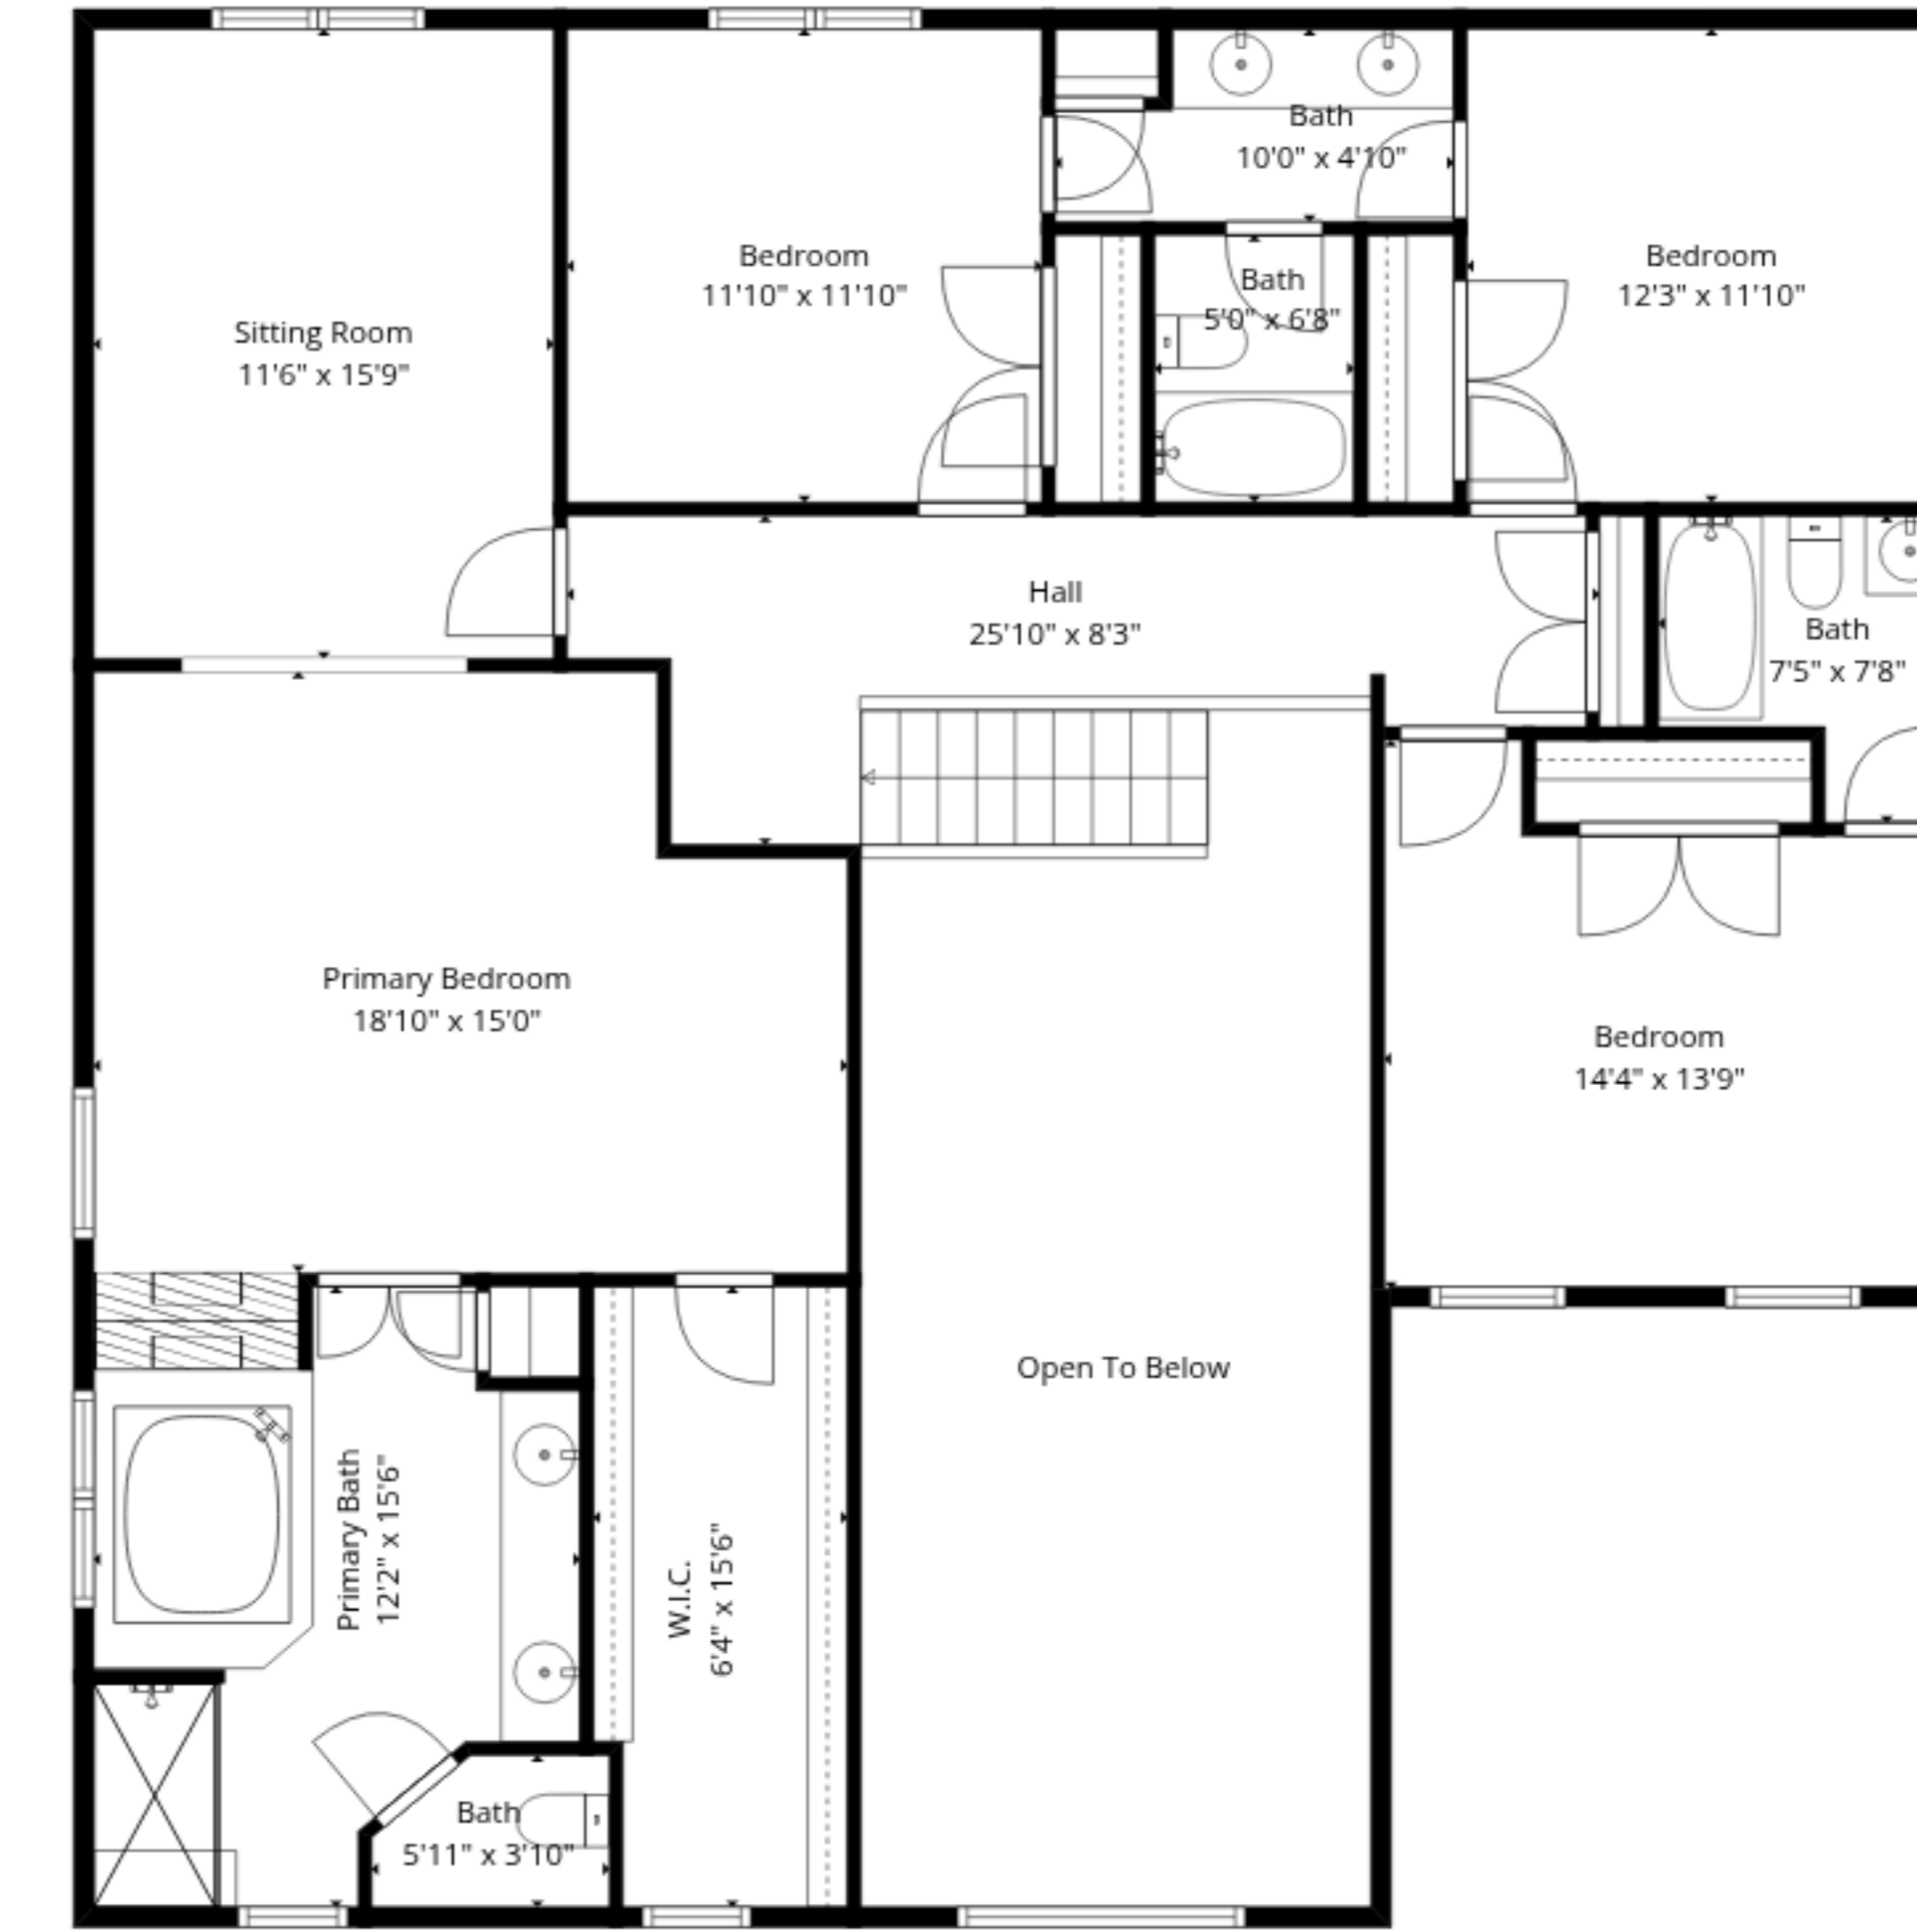 Bath
10'0" x 4'10"
Bedroom
11'10" x 11'10"
Bath
5'0" x 6'8"
Bedroom
12'3" x 11'10"
Sitting Room
11'6" x 15'9"
Hall
25'10" x 8'3"
Bath
7'5" x 7'8"
Primary Bedroom
18'10" x 15'0"
Bedroom
14'4" x 13'9"
Open To Below
Primary Bath
12'2" x 15'6"
W.I.C.
6'4" x 15'6"
Bath
5'11" x 3'10"